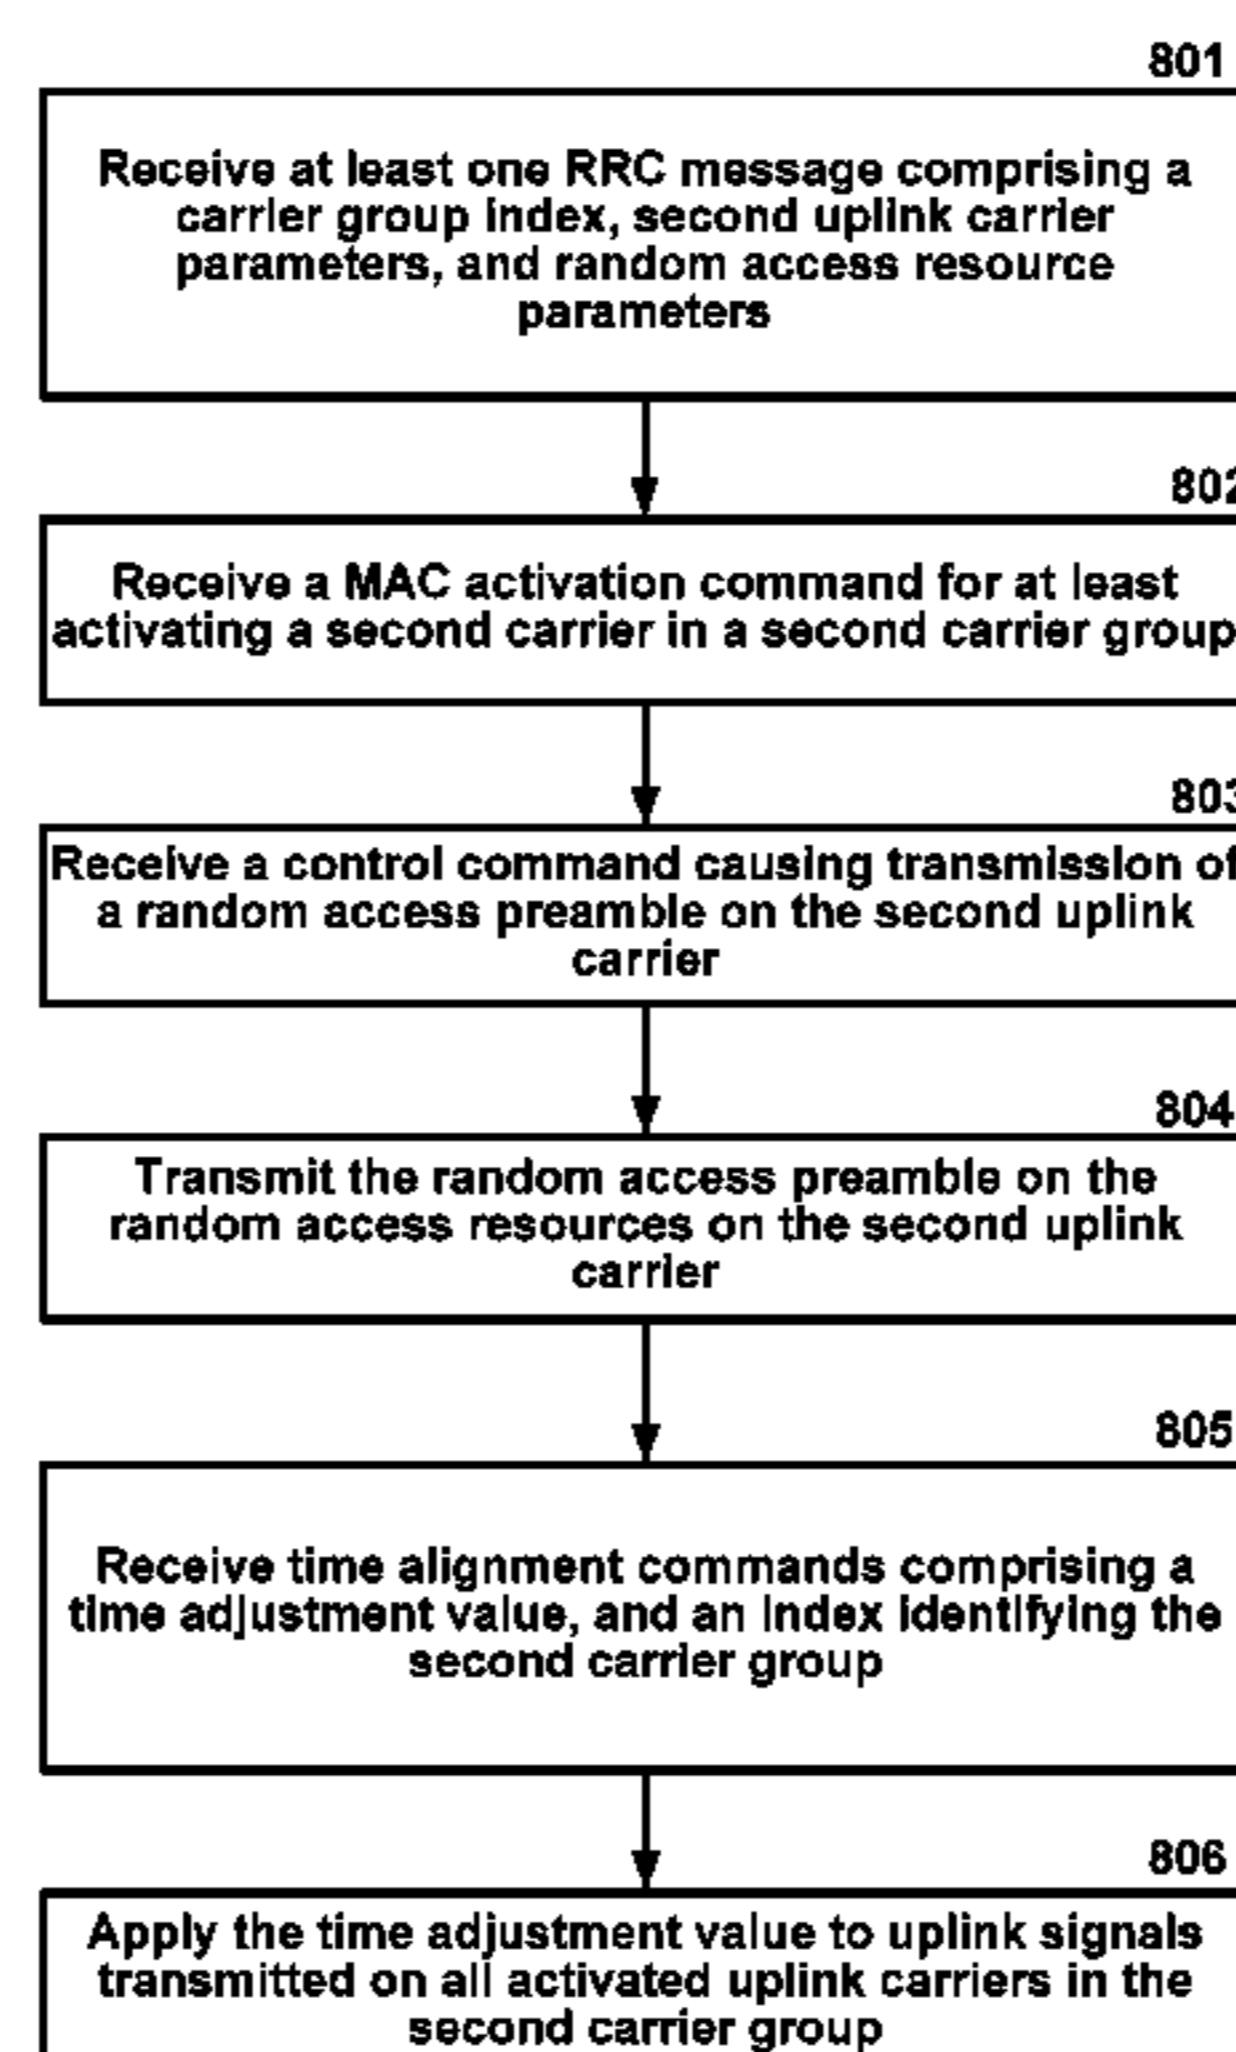 801
Receive at least one RRC message comprising a
carrier group index, second uplink carrier
parameters, and random access resource
parameters
802
Receive a MAC activation command for at least
activating a second carrier in a second carrier group
803
Receive a control command causing transmission of
a random access preamble on the second uplink
carrier
804
Transmit the random access preamble on the
random access resources on the second uplink
carrier
805
Receive time alignment commands comprising a
time adjustment value, and an index identifying the
second carrier group
806
Apply the time adjustment value to uplink signals
transmitted on all activated uplink carriers in the
second carrier group